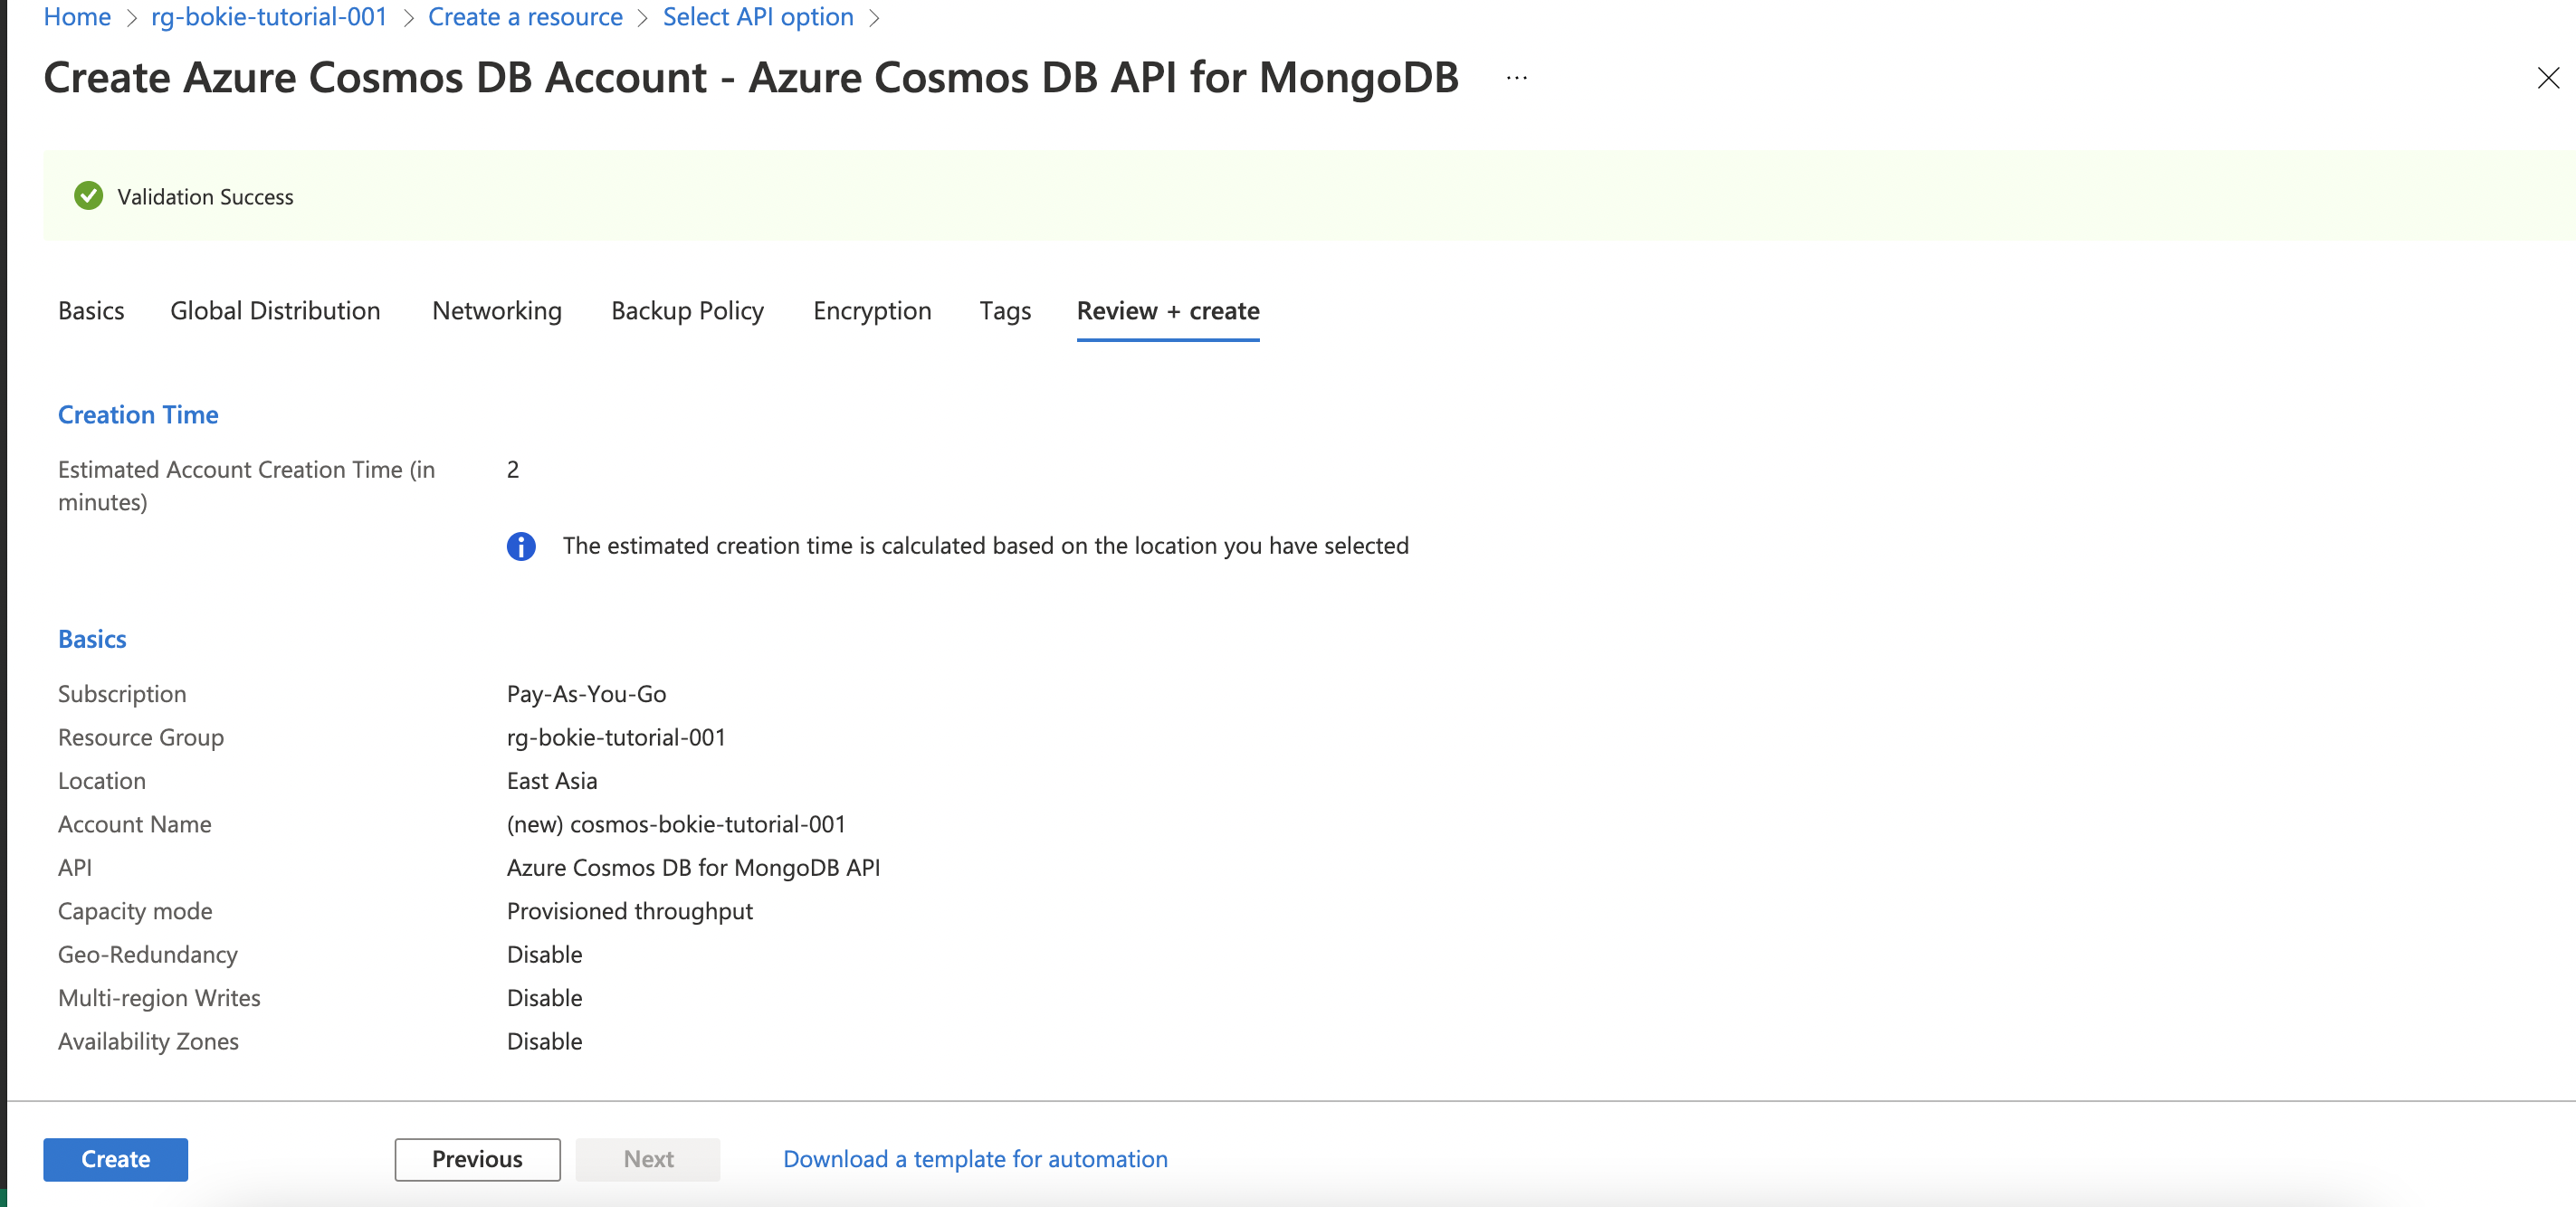 Home > rg-bokie-tutorial-001 > Create a resource > Select API option >
Create Azure Cosmos DB Account - Azure Cosmos DB API for MongoDB ...
Validation Success
Basics Global Distribution Networking Backup Policy Encryption Tags Review + create
Creation Time
Estimated Account Creation Time (in minutes) 2
The estimated creation time is calculated based on the location you have selected
Basics
Subscription Pay-As-You-Go
Resource Group rg-bokie-tutorial-001
Location East Asia
Account Name (new) cosmos-bokie-tutorial-001
API Azure Cosmos DB for MongoDB API
Capacity mode Provisioned throughput
Geo-Redundancy Disable
Multi-region Writes Disable
Availability Zones Disable
Create Previous Next Download a template for automation